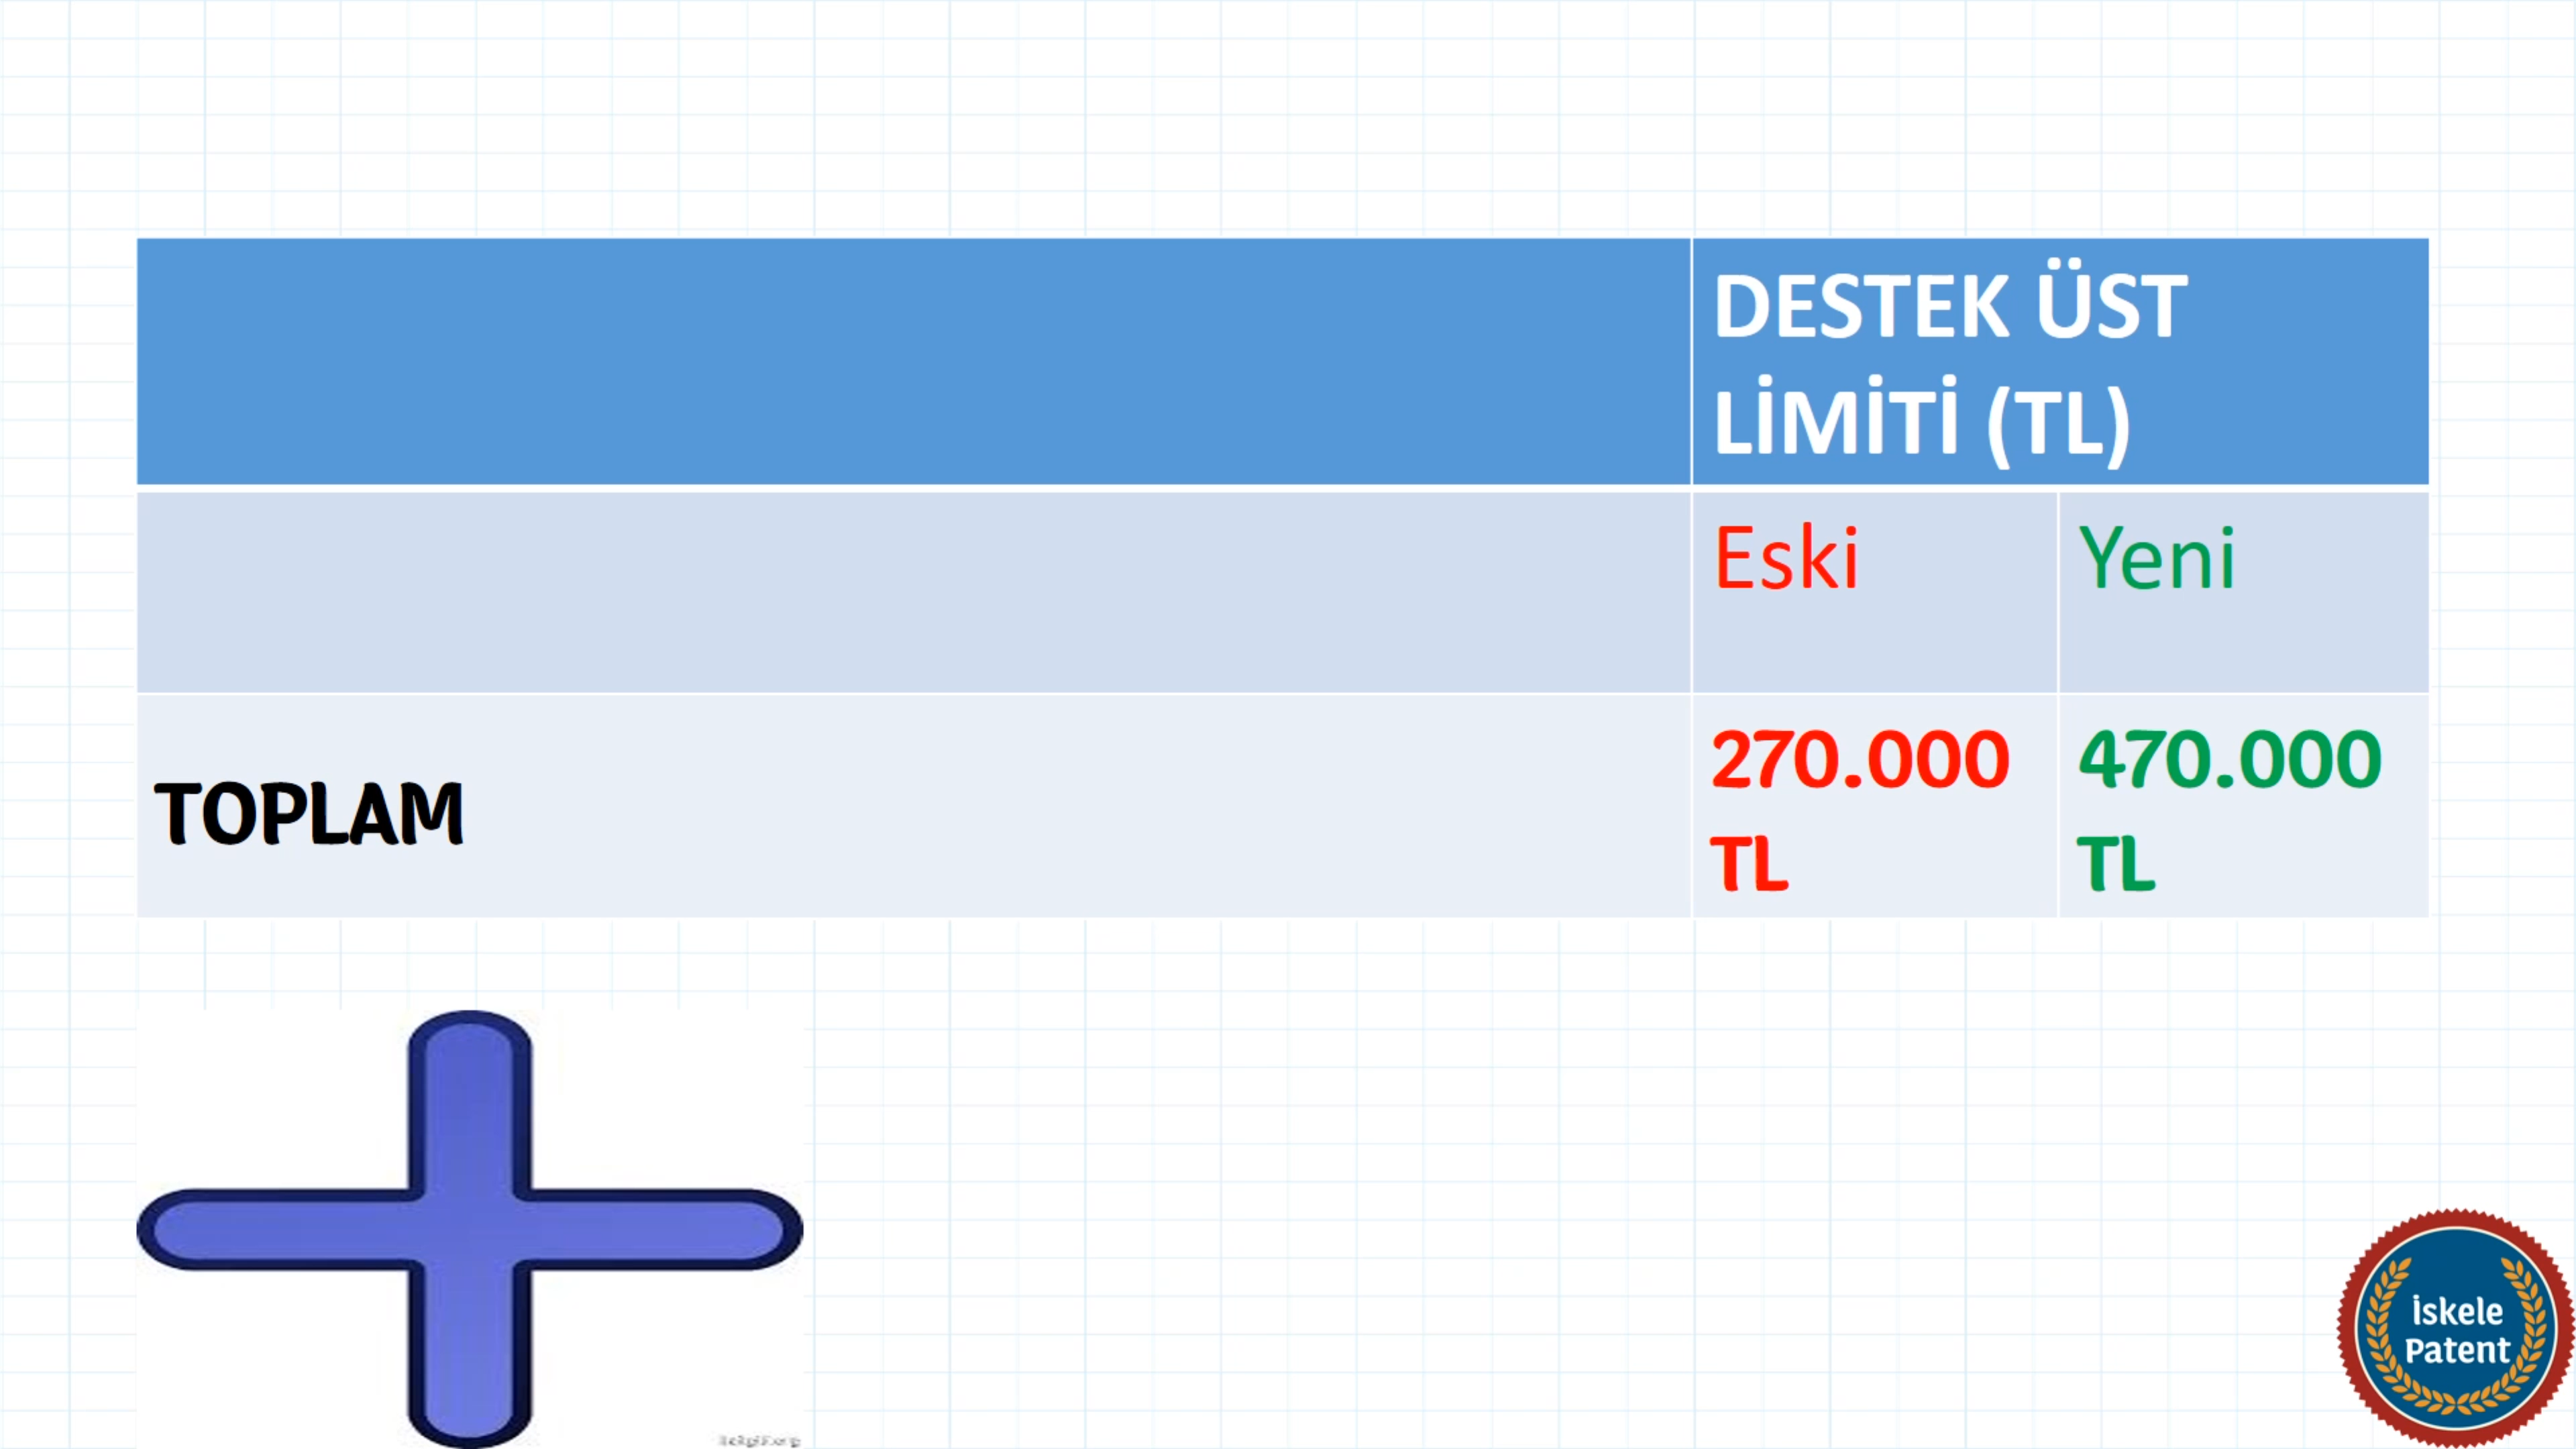 DESTEK ÜST
LİMİTİ (TL)
Eski
Yeni
TOPLAM
270.000
TL
470.000
TL
İskele
Patent